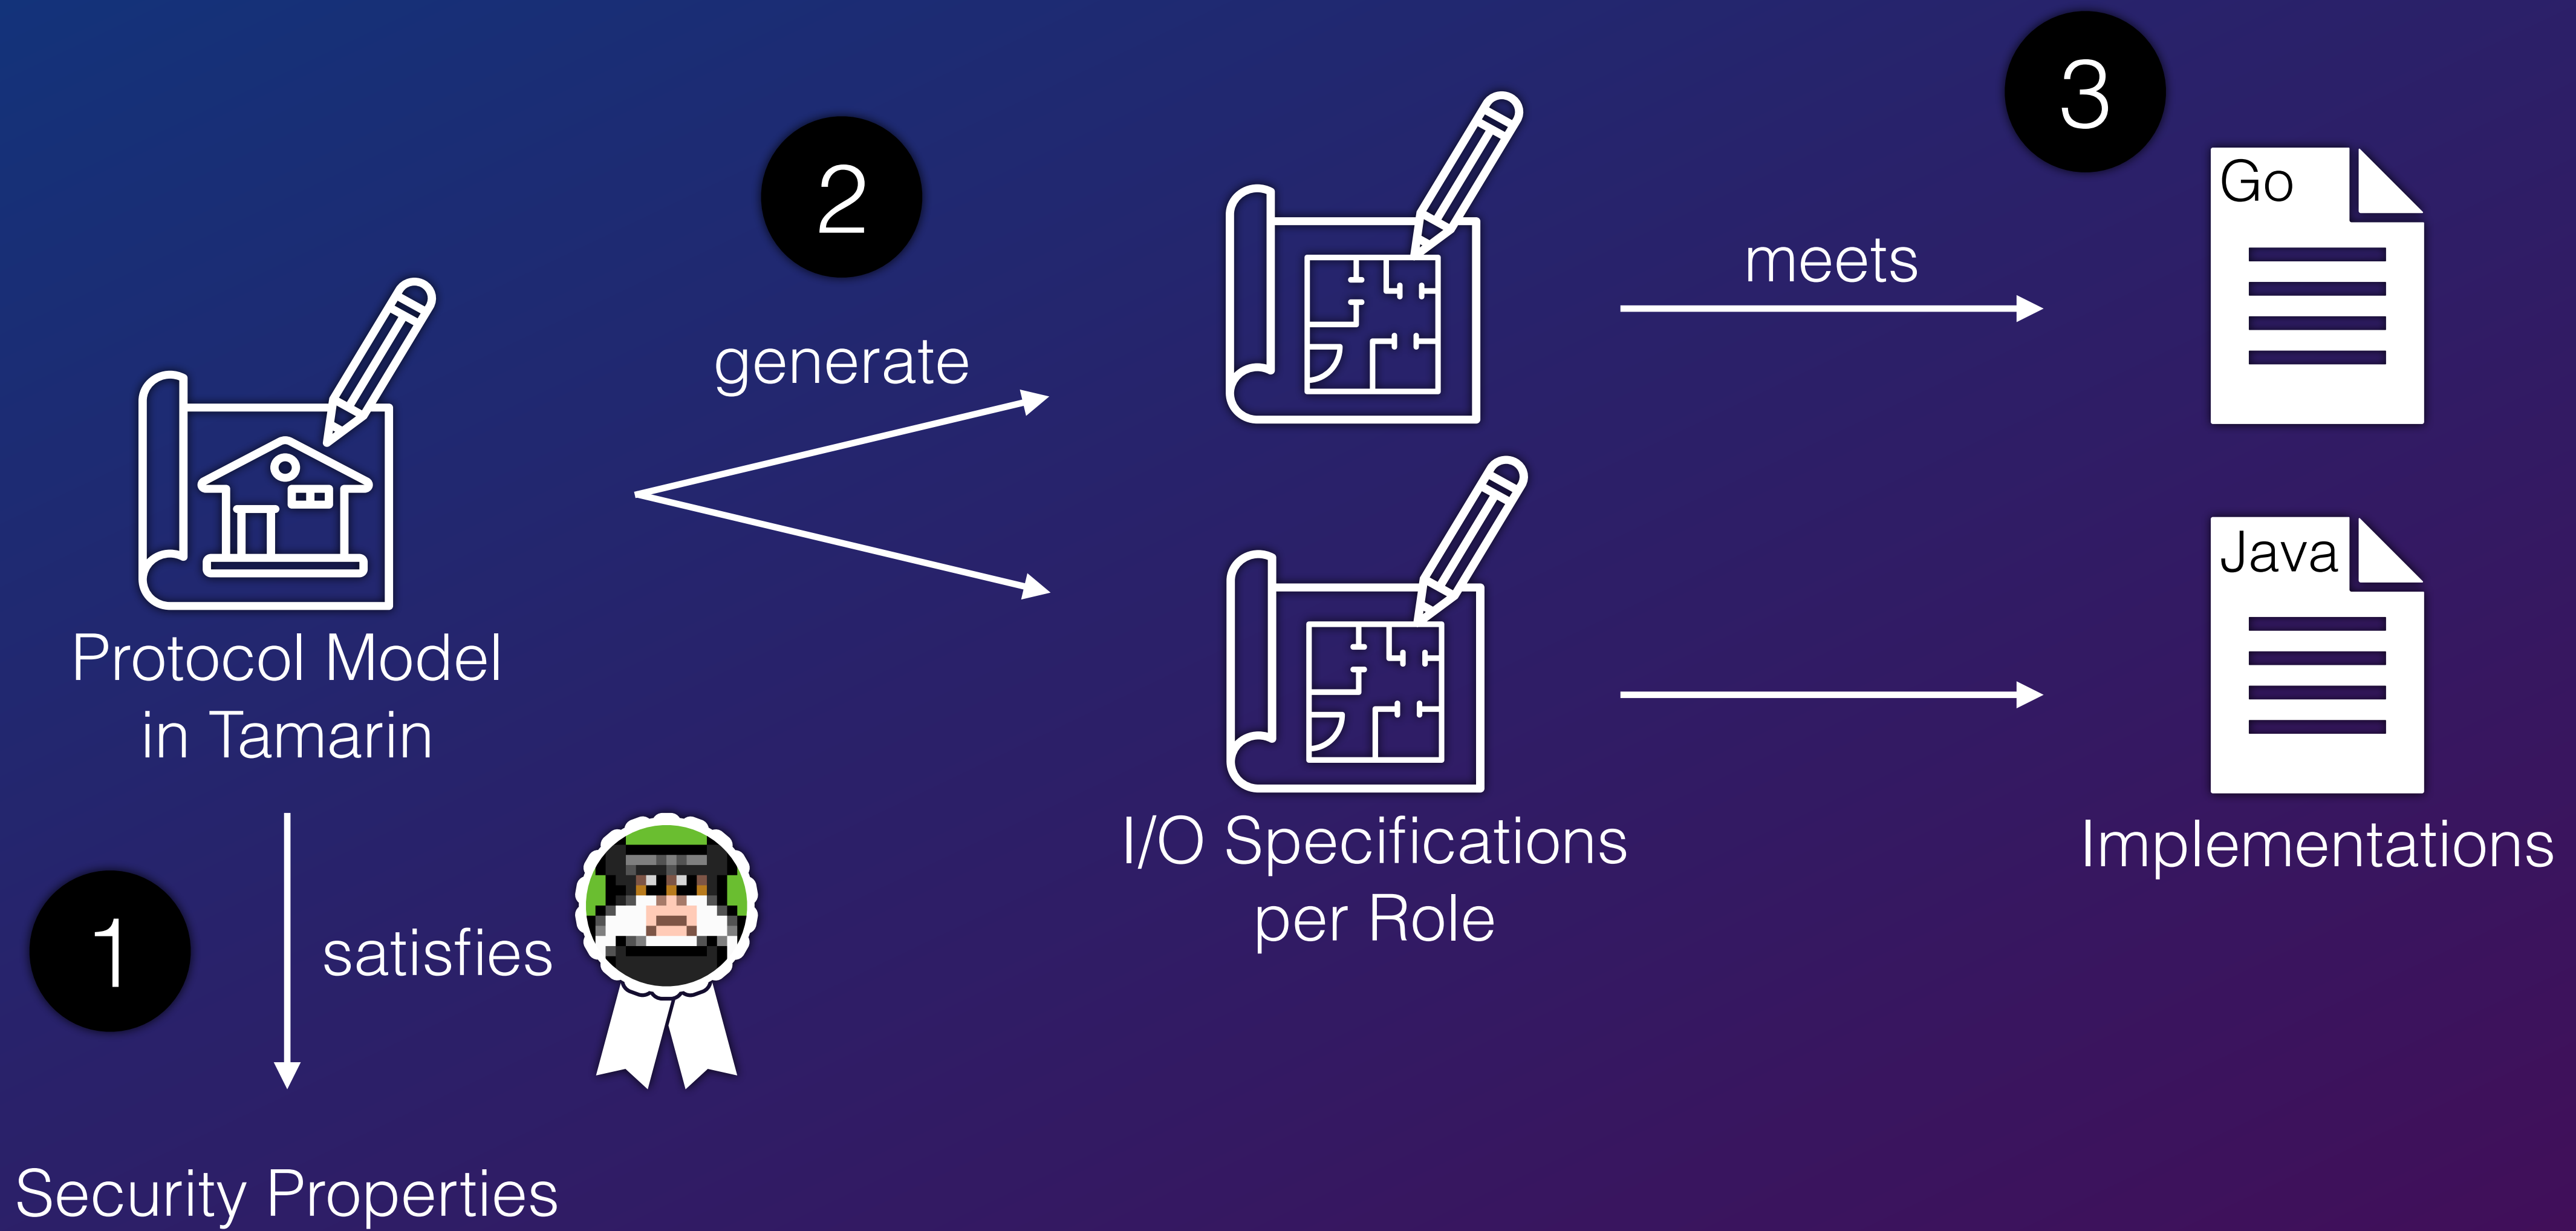 3
Go
2
meets
generate
Protocol Model
in Tamarin
Java
I/O Specifications
per Role
Implementations
1
satisfies
Security Properties